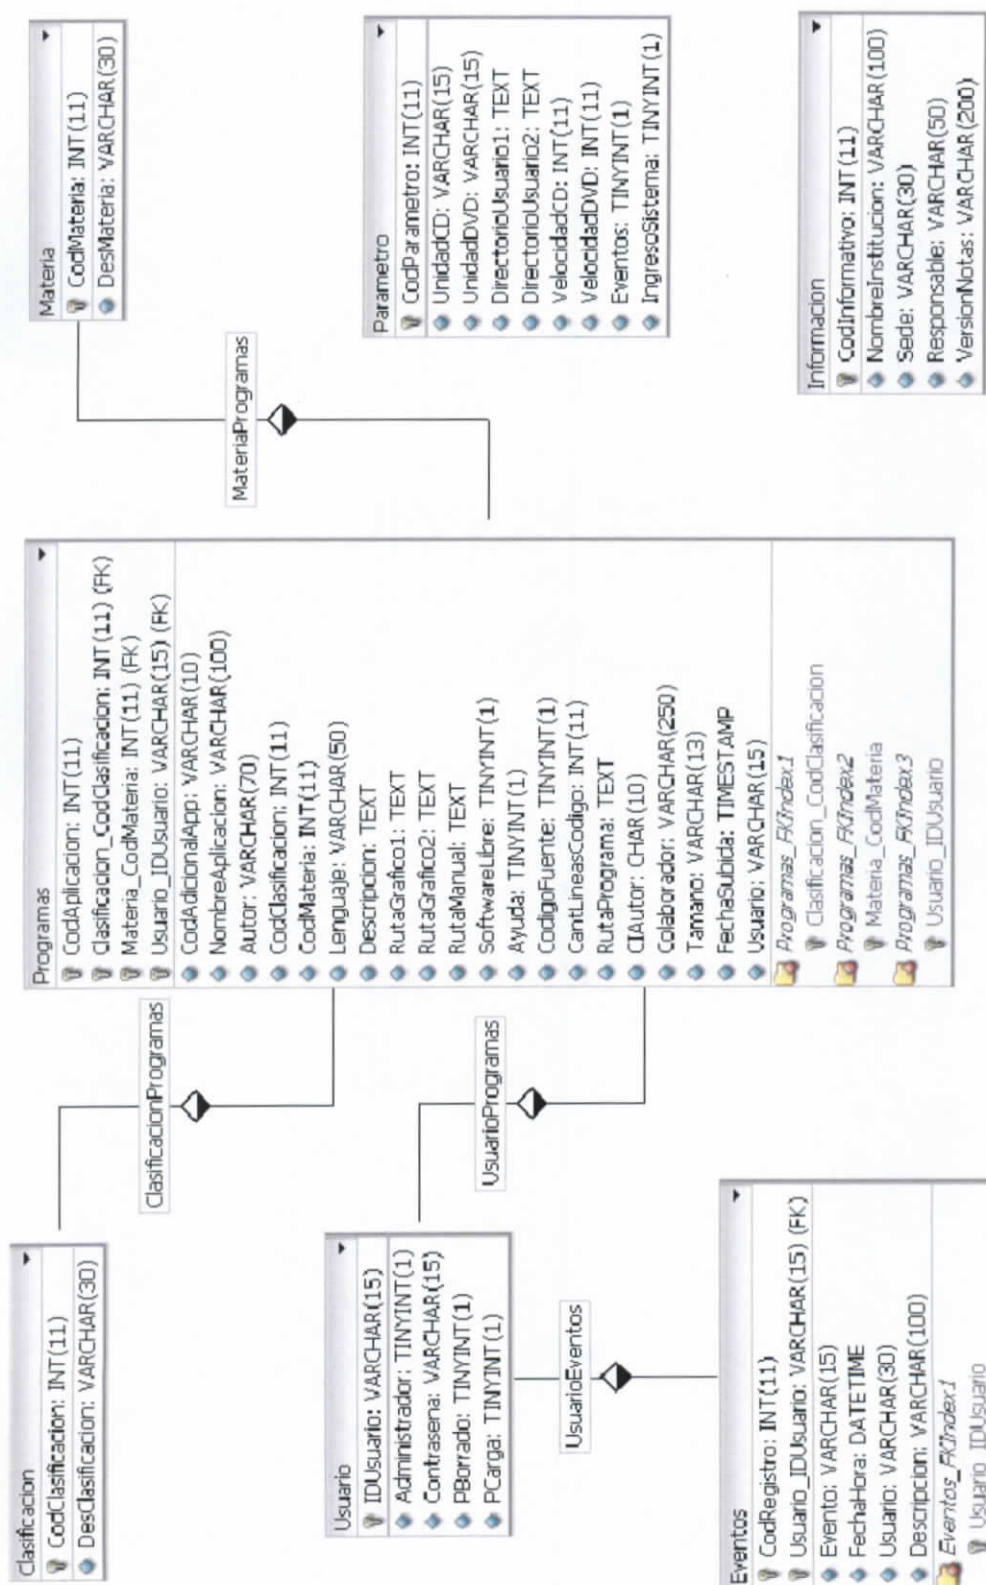 Clasificacion
CodClasificacion: INT(11)
DesClasificacion: VARCHAR(30)
ClasificacionProgramas
Usuario
IDUsuario: VARCHAR(15)
Administrador: TINYINT(1)
Contrasena: VARCHAR(15)
PBorrado: TINYINT(1)
PCarga: TINYINT(1)
UsuarioProgramas
UsuarioEventos
Eventos
CodRegistro: INT(11)
Usuario_IDUsuario: VARCHAR(15) (FK)
Evento: VARCHAR(15)
FechaHora: DATETIME
Usuario: VARCHAR(30)
Descripcion: VARCHAR(100)
Eventos_FKIndex1
Usuario_IDUsuario
Programas
CodAplicacion: INT(11)
Clasificacion_CodClasificacion: INT(11) (FK)
Materia_CodMateria: INT(11) (FK)
Usuario_IDUsuario: VARCHAR(15) (FK)
CodAdicionalApp: VARCHAR(10)
NombreAplicacion: VARCHAR(100)
Autor: VARCHAR(70)
CodClasificacion: INT(11)
CodMateria: INT(11)
Lenguaje: VARCHAR(50)
Descripcion: TEXT
RutaGrafico1: TEXT
RutaGrafico2: TEXT
RutaManual: TEXT
SoftwareLibre: TINYINT(1)
Ayuda: TINYINT(1)
CodigoFuente: TINYINT(1)
CantLineasCodigo: INT(11)
RutaPrograma: TEXT
CIAutor: CHAR(10)
Colaborador: VARCHAR(250)
Tamano: VARCHAR(13)
FechaSubida: TIMESTAMP
Usuario: VARCHAR(15)
Programas_FKIndex1
Clasificacion_CodClasificacion
Programas_FKIndex2
Materia_CodMateria
Programas_FKIndex3
Usuario_IDUsuario
MateriaProgramas
Materia
CodMateria: INT(11)
DesMateria: VARCHAR(30)
Parametro
CodParametro: INT(11)
UnidadCD: VARCHAR(15)
UnidadDVD: VARCHAR(15)
DirectorioUsuario1: TEXT
DirectorioUsuario2: TEXT
VelocidadCD: INT(11)
VelocidadDVD: INT(11)
Eventos: TINYINT(1)
IngresoSistema: TINYINT(1)
Informacion
CodInformativo: INT(11)
NombreInstitucion: VARCHAR(100)
Sede: VARCHAR(30)
Responsable: VARCHAR(50)
VersionNotas: VARCHAR(200)